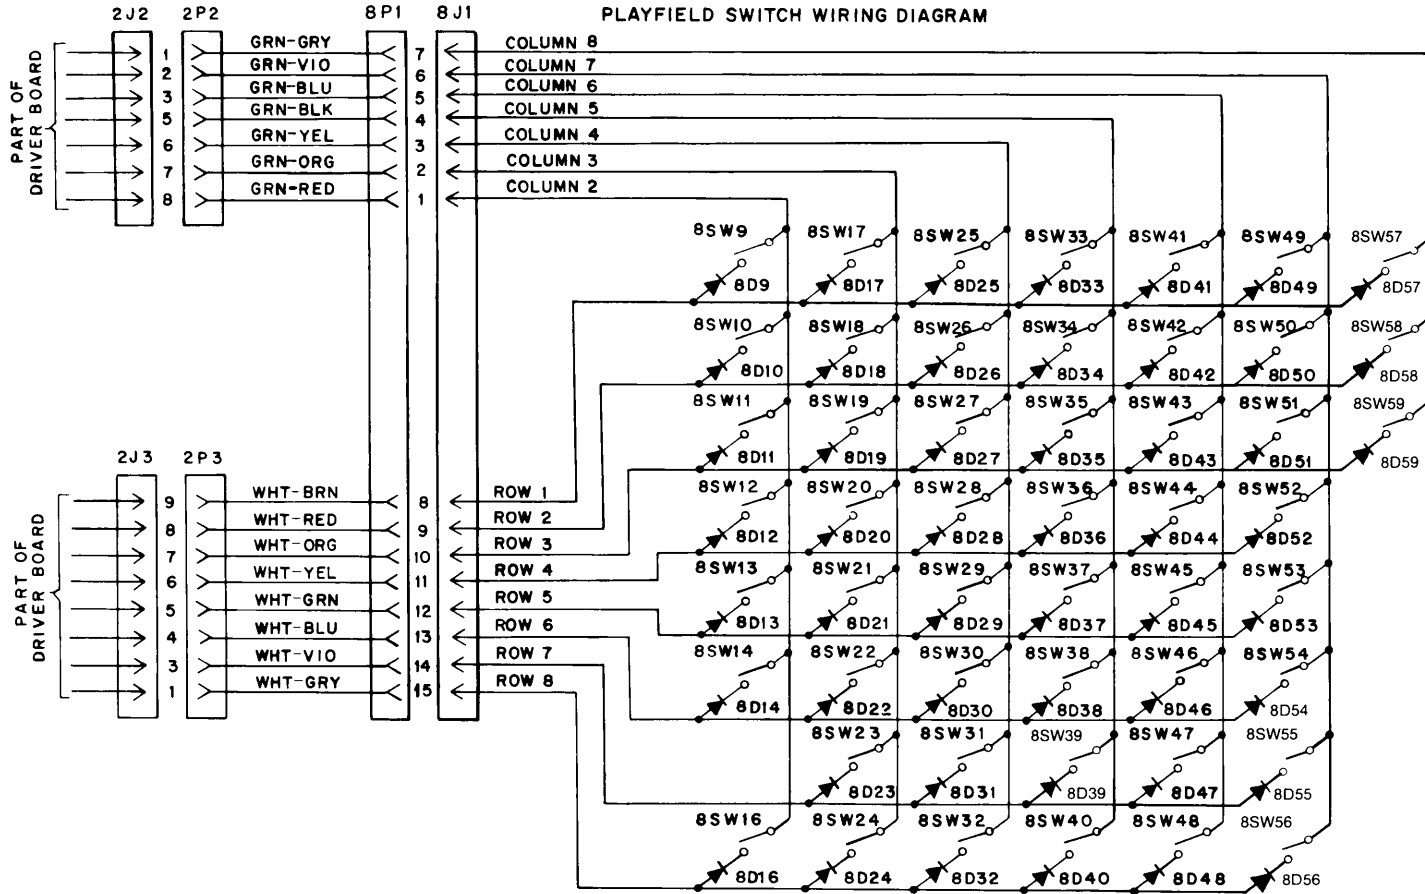 2J2 2P2 8P1 8J1 PLAYFIELD SWITCH WIRING DIAGRAM
PART OF
DRIVER BOARD
1 GRN-GRY 7 COLUMN 8
2 GRN-VIO 6 COLUMN 7
3 GRN-BLU 5 COLUMN 6
5 GRN-BLK 4 COLUMN 5
6 GRN-YEL 3 COLUMN 4
7 GRN-ORG 2 COLUMN 3
8 GRN-RED 1 COLUMN 2
8SW9 8SW17 8SW25 8SW33 8SW41 8SW49 8SW57
8D9 8D17 8D25 8D33 8D41 8D49 8D57
8SW10 8SW18 8SW26 8SW34 8SW42 8SW50 8SW58
8D10 8D18 8D26 8D34 8D42 8D50 8D58
8SW11 8SW19 8SW27 8SW35 8SW43 8SW51 8SW59
8D11 8D19 8D27 8D35 8D43 8D51 8D59
2J3 2P3
PART OF
DRIVER BOARD
9 WHT-BRN 8 ROW 1
8 WHT-RED 9 ROW 2
7 WHT-ORG 10 ROW 3
6 WHT-YEL 11 ROW 4
5 WHT-GRN 12 ROW 5
4 WHT-BLU 13 ROW 6
3 WHT-VIO 14 ROW 7
1 WHT-GRY 15 ROW 8
8SW12 8SW20 8SW28 8SW36 8SW44 8SW52
8D12 8D20 8D28 8D36 8D44 8D52
8SW13 8SW21 8SW29 8SW37 8SW45 8SW53
8D13 8D21 8D29 8D37 8D45 8D53
8SW14 8SW22 8SW30 8SW38 8SW46 8SW54
8D14 8D22 8D30 8D38 8D46 8D54
8SW23 8SW31 8SW39 8SW47 8SW55
8D23 8D31 8D39 8D47 8D55
8SW16 8SW24 8SW32 8SW40 8SW48 8SW56
8D16 8D24 8D32 8D40 8D48 8D56